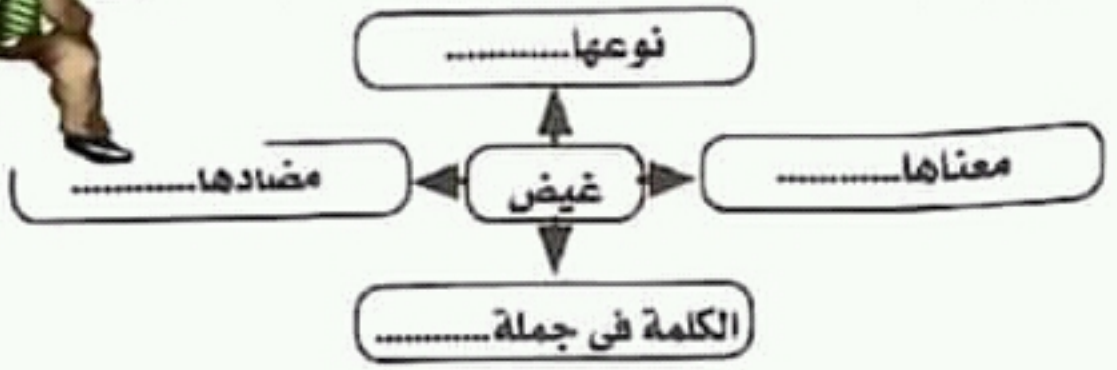 نوعها.............
معناها.............
غيض
مضادها.............
الكلمة فى جملة.............